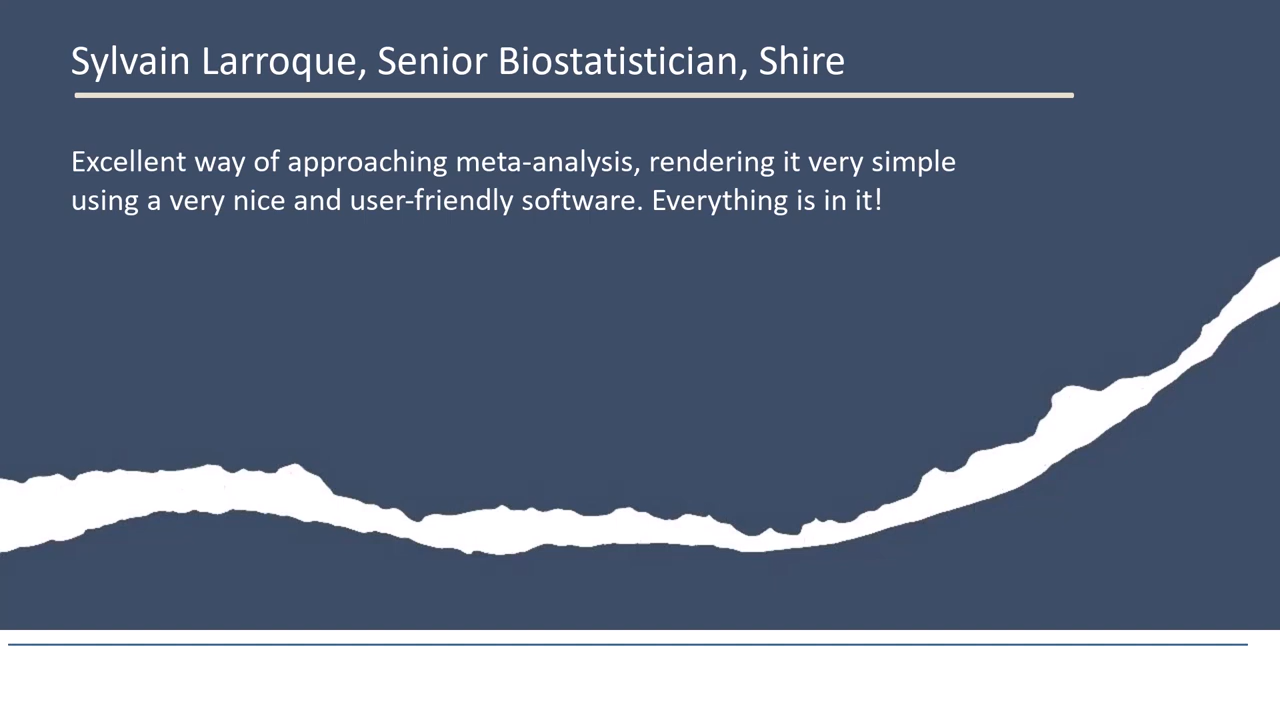 Sylvain Larroque, Senior Biostatistician, Shire
Excellent way of approaching meta-analysis, rendering it very simple
using a very nice and user-friendly software. Everything is in it!